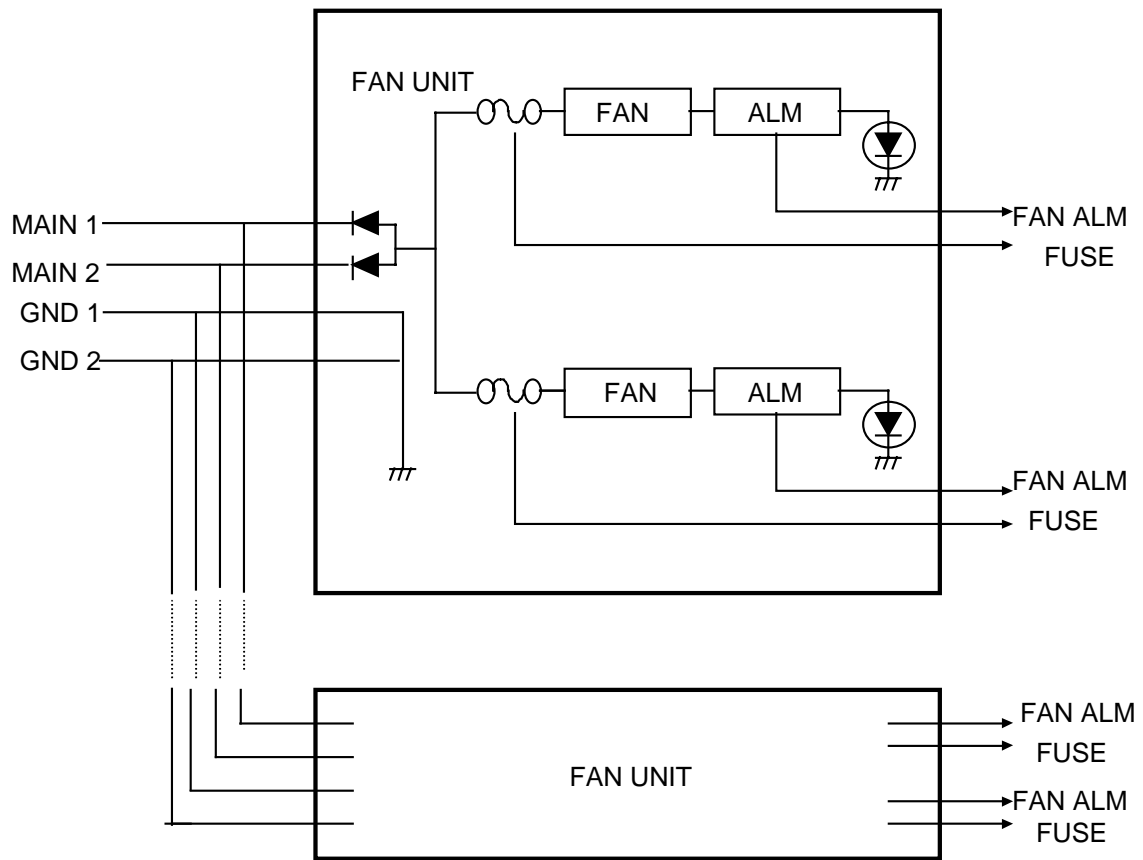 FAN UNIT
FAN
ALM
MAIN 1
FAN ALM
FUSE
MAIN 2
GND 1
GND 2
FAN
ALM
FAN ALM
FUSE
FAN ALM
FUSE
FAN UNIT
FAN ALM
FUSE